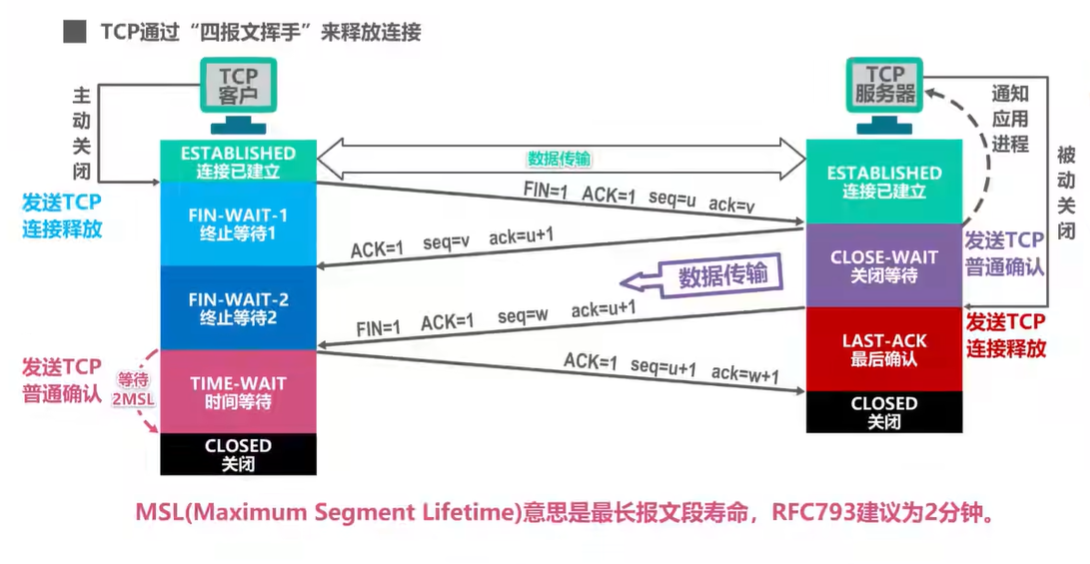 TCP通过“四报文挥手”来释放连接
TCP
客户
TCP
服务器
主动关闭
通知
应用
进程
被动关闭
ESTABLISHED
连接已建立
数据传输
ESTABLISHED
连接已建立
发送TCP
连接释放
FIN=1 ACK=1 seq=u ack=v
FIN-WAIT-1
终止等待1
ACK=1 seq=v ack=u+1
CLOSE-WAIT
关闭等待
发送TCP
普通确认
数据传输
FIN-WAIT-2
终止等待2
FIN=1 ACK=1 seq=w ack=u+1
发送TCP
连接释放
LAST-ACK
最后确认
发送TCP
普通确认
等待
2MSL
TIME-WAIT
时间等待
ACK=1 seq=u+1 ack=w+1
CLOSED
关闭
CLOSED
关闭
MSL(Maximum Segment Lifetime)意思是最长报文段寿命，RFC793建议为2分钟。